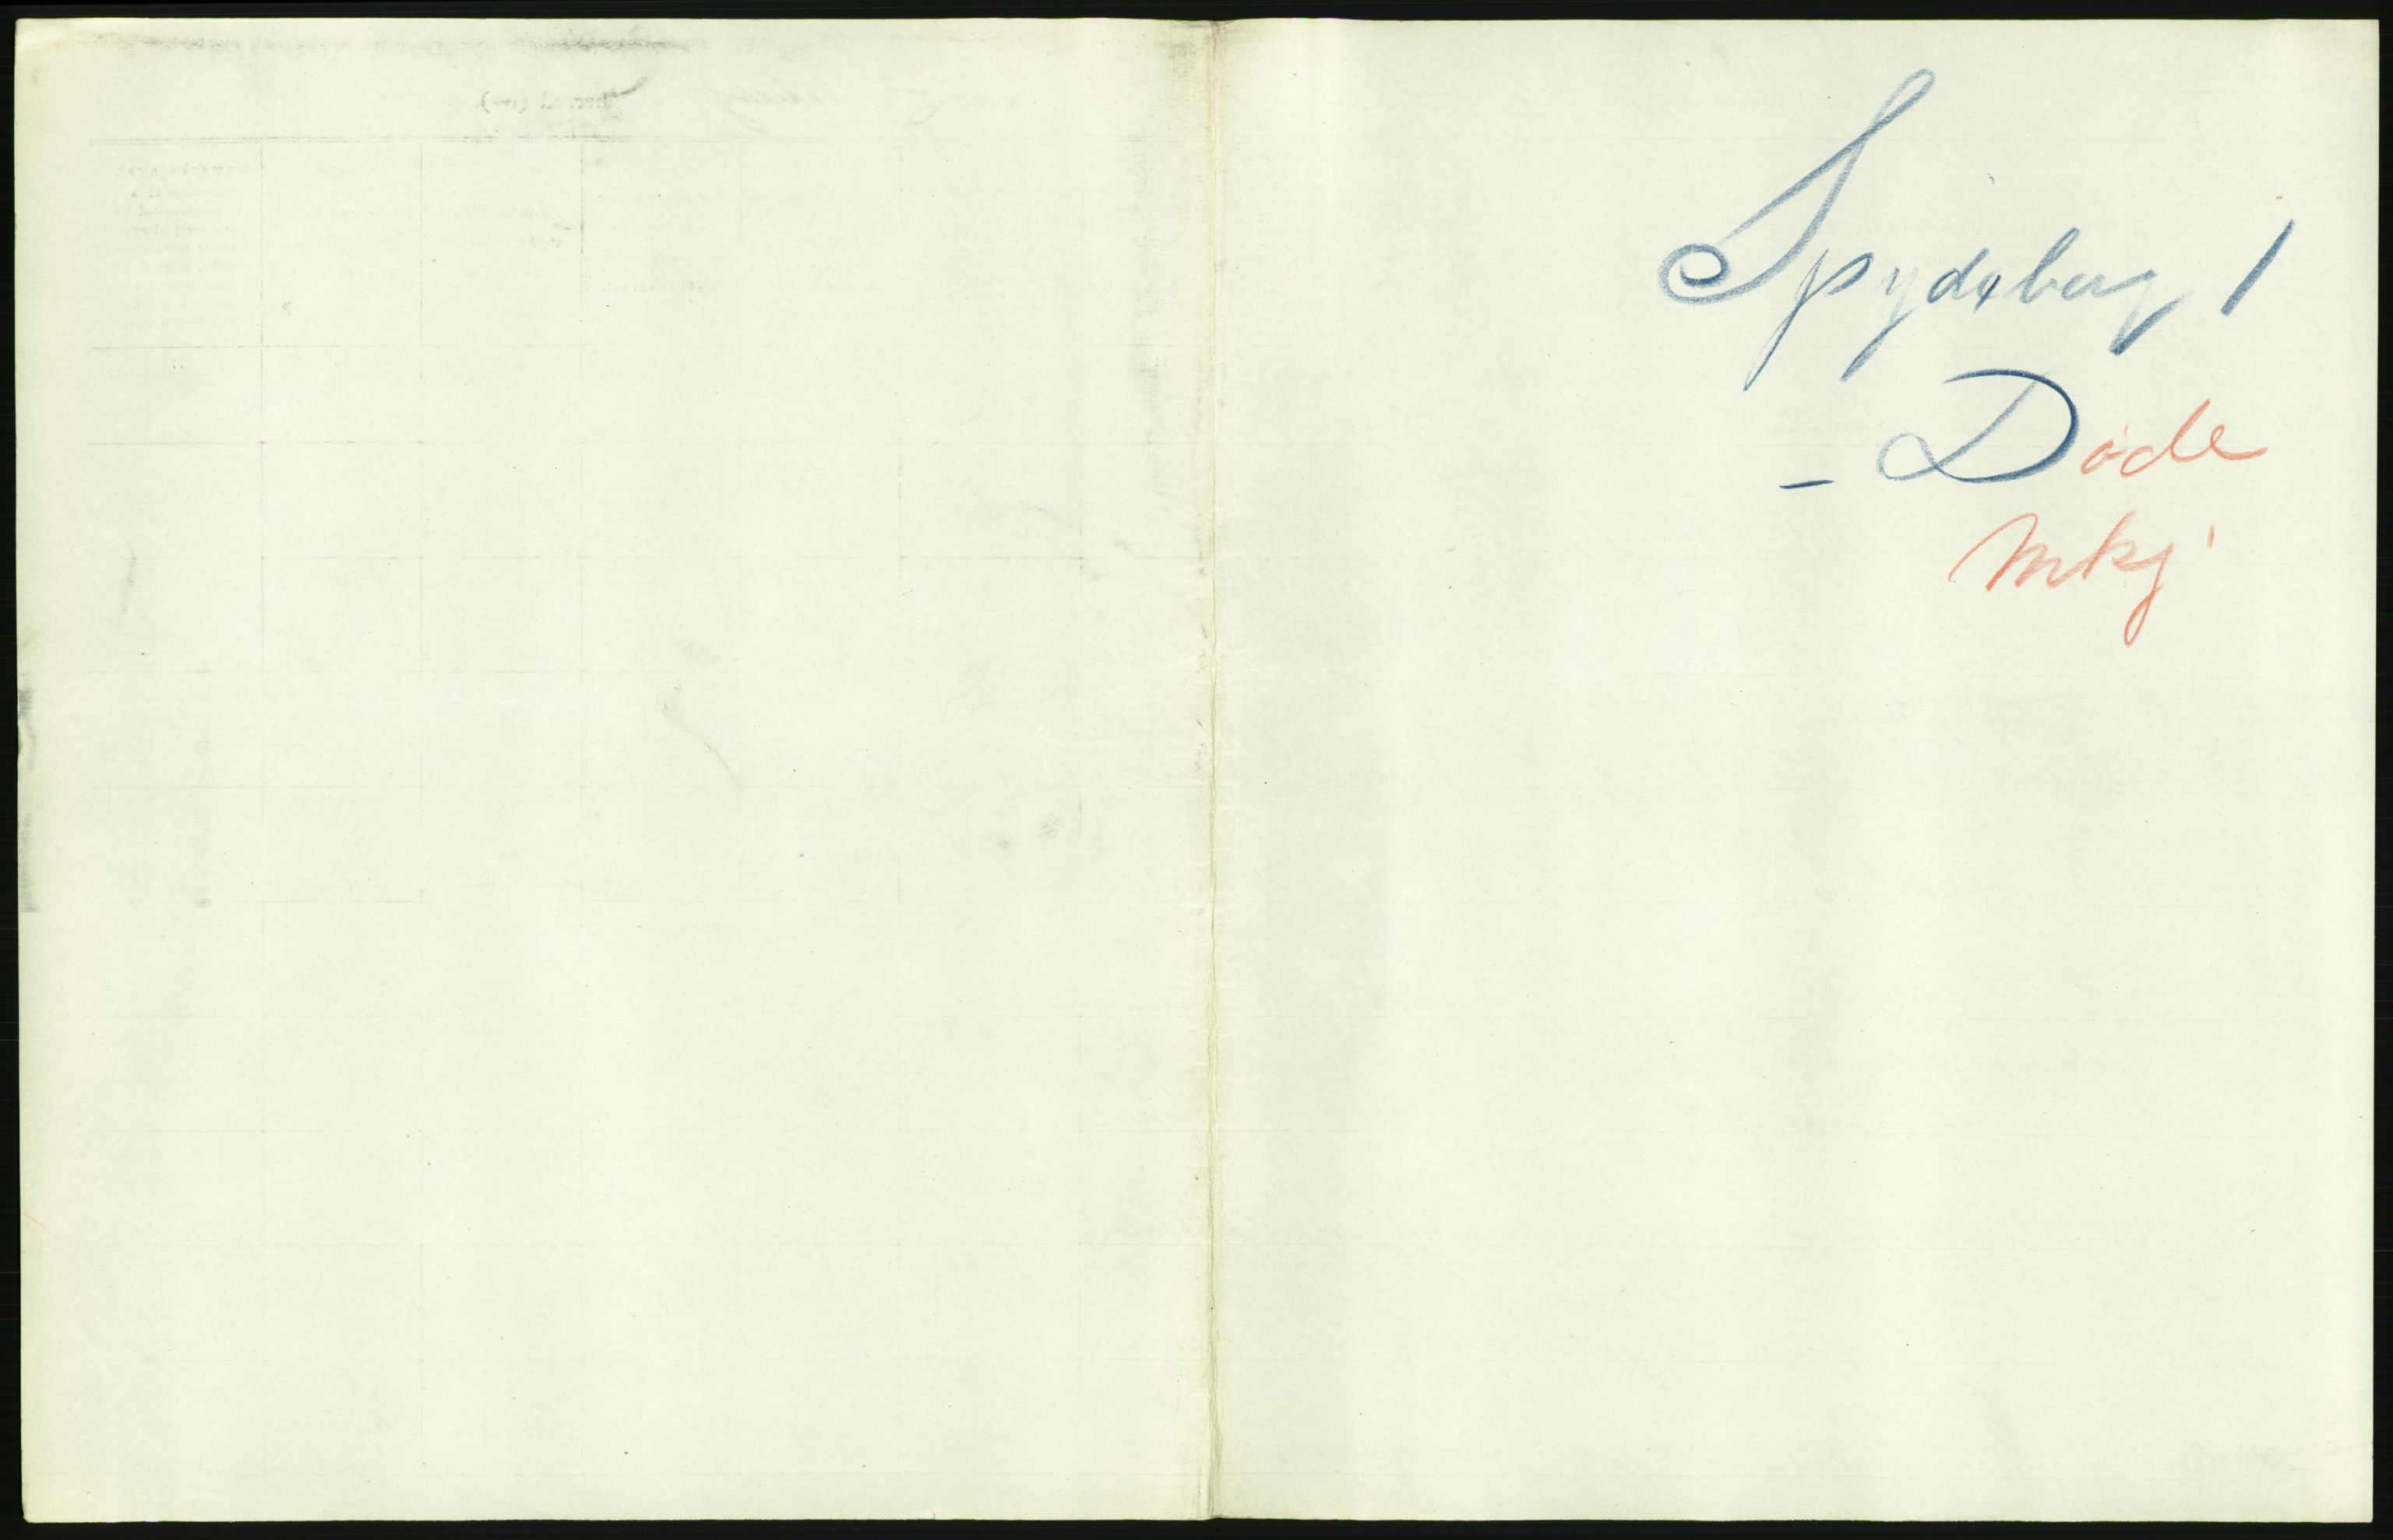 Spydeberg 1
- Døde
Mkj